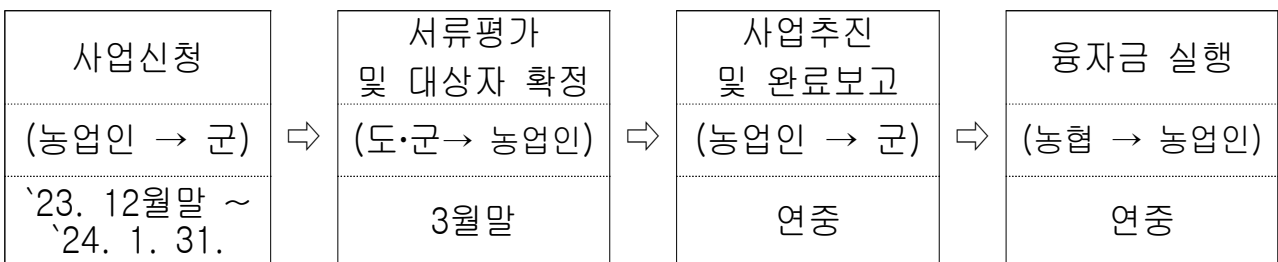 사업신청
(농업인 → 군)
`23. 12월말 ~
`24. 1. 31.
⇨
서류평가
및 대상자 확정
(도·군→ 농업인)
3월말
⇨
사업추진
및 완료보고
(농업인 → 군)
연중
⇨
융자금 실행
(농협 → 농업인)
연중